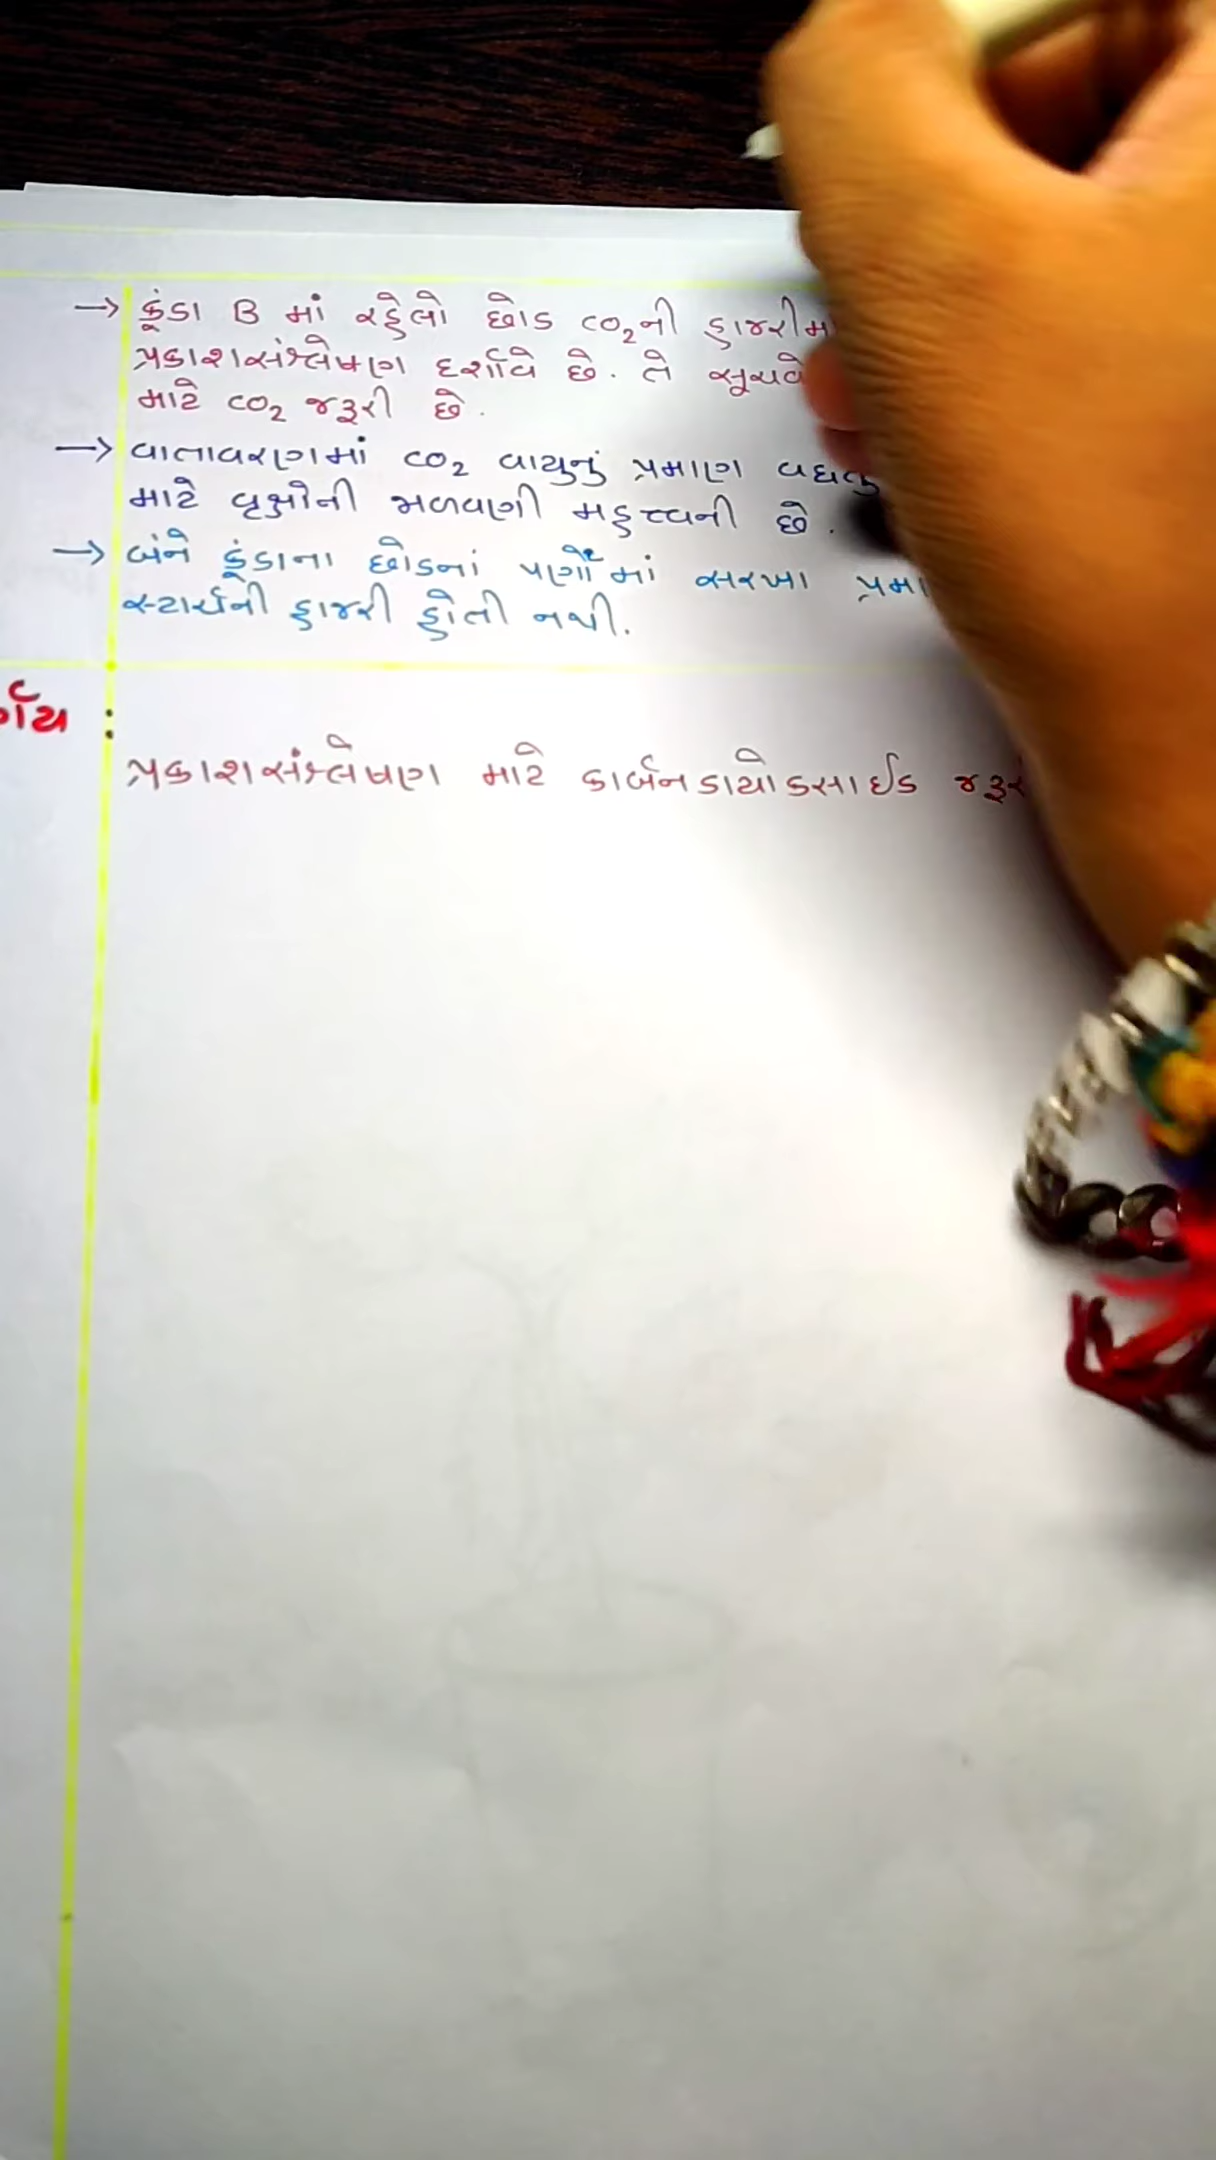 → કૂંડા B માં રહેલો છોડ CO₂ની હાજરીમ
પ્રકાશસંશ્લેષણ દર્શાવે છે. તે સૂચવે
માટે CO₂ જરૂરી છે.
→ વાતાવરણમાં CO₂ વાયુનું પ્રમાણ
માટે વૃક્ષોની જાળવણી મહત્ત્વની છે.
→ બંને કૂંડાના છોડનાં પર્ણોમાં સરખા પ્રમા
સ્ટાર્ચની હાજરી હોતી નથી.
ર્ણય :
પ્રકાશસંશ્લેષણ માટે કાર્બનડાયોકસાઈડ જરૂર